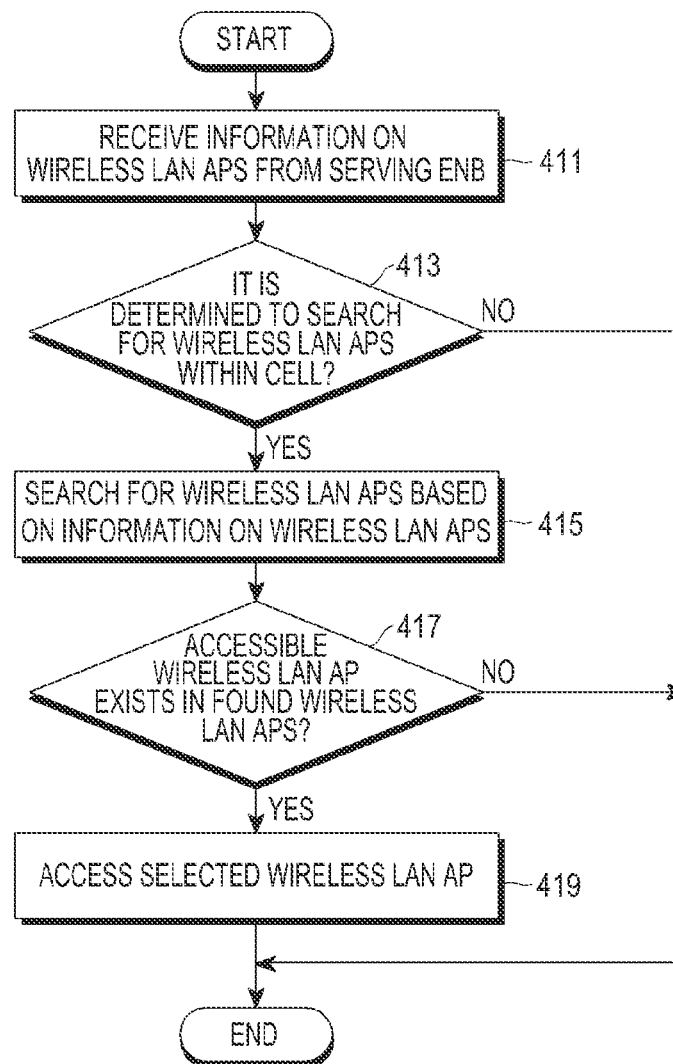 START
RECEIVE INFORMATION ON
WIRELESS LAN APS FROM SERVING ENB
411
413
IT IS
DETERMINED TO SEARCH
FOR WIRELESS LAN APS
WITHIN CELL?
NO
YES
SEARCH FOR WIRELESS LAN APS BASED
ON INFORMATION ON WIRELESS LAN APS
415
417
ACCESSIBLE
WIRELESS LAN AP
EXISTS IN FOUND WIRELESS
LAN APS?
NO
YES
ACCESS SELECTED WIRELESS LAN AP
419
END